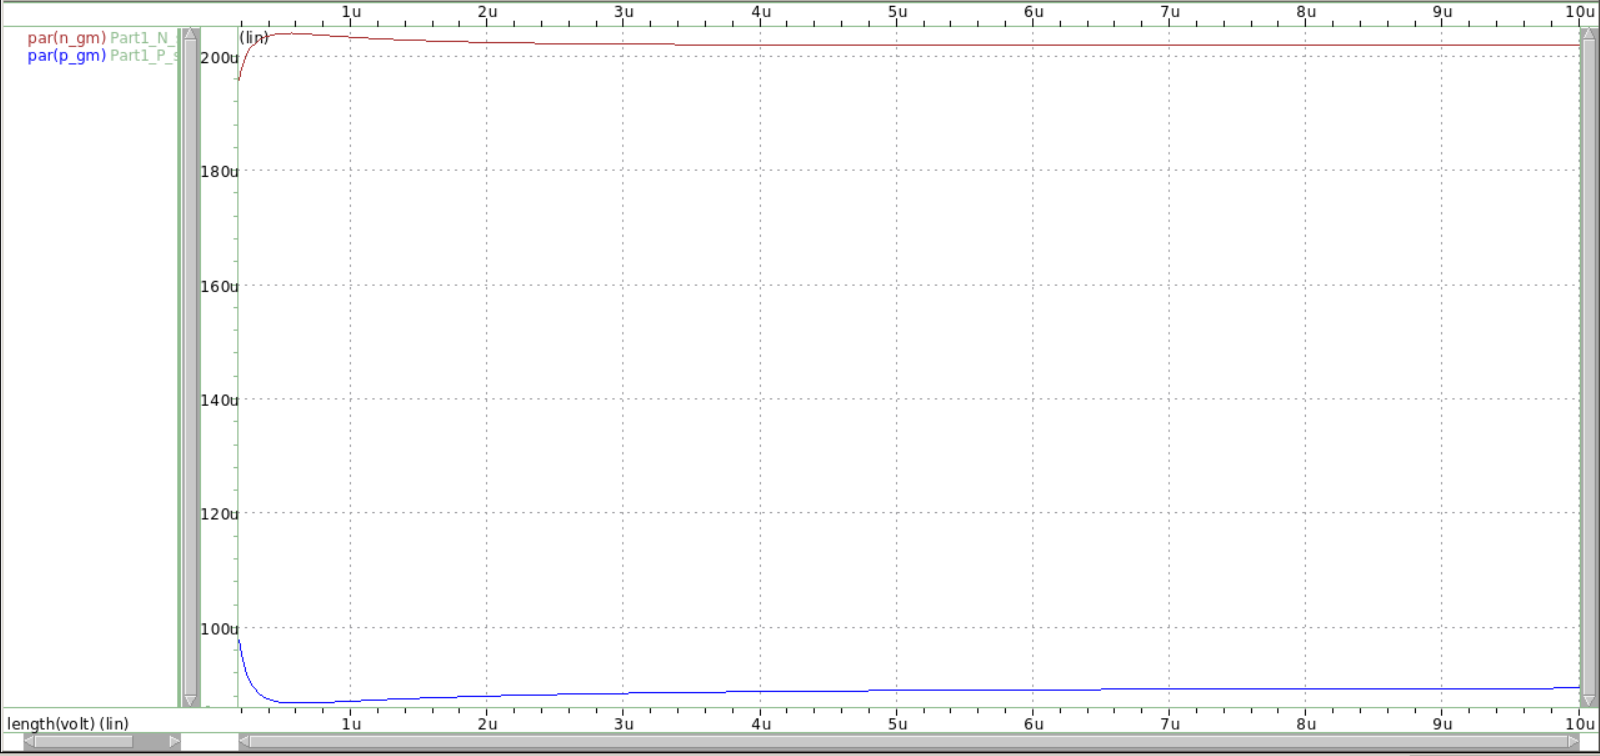 1u 2u 3u 4u 5u 6u 7u 8u 9u 10u
par(n_gm) Part1_N_s
par(p_gm) Part1_P_s
(lin)
200u
180u
160u
140u
120u
100u
length(volt) (lin)
1u 2u 3u 4u 5u 6u 7u 8u 9u 10u